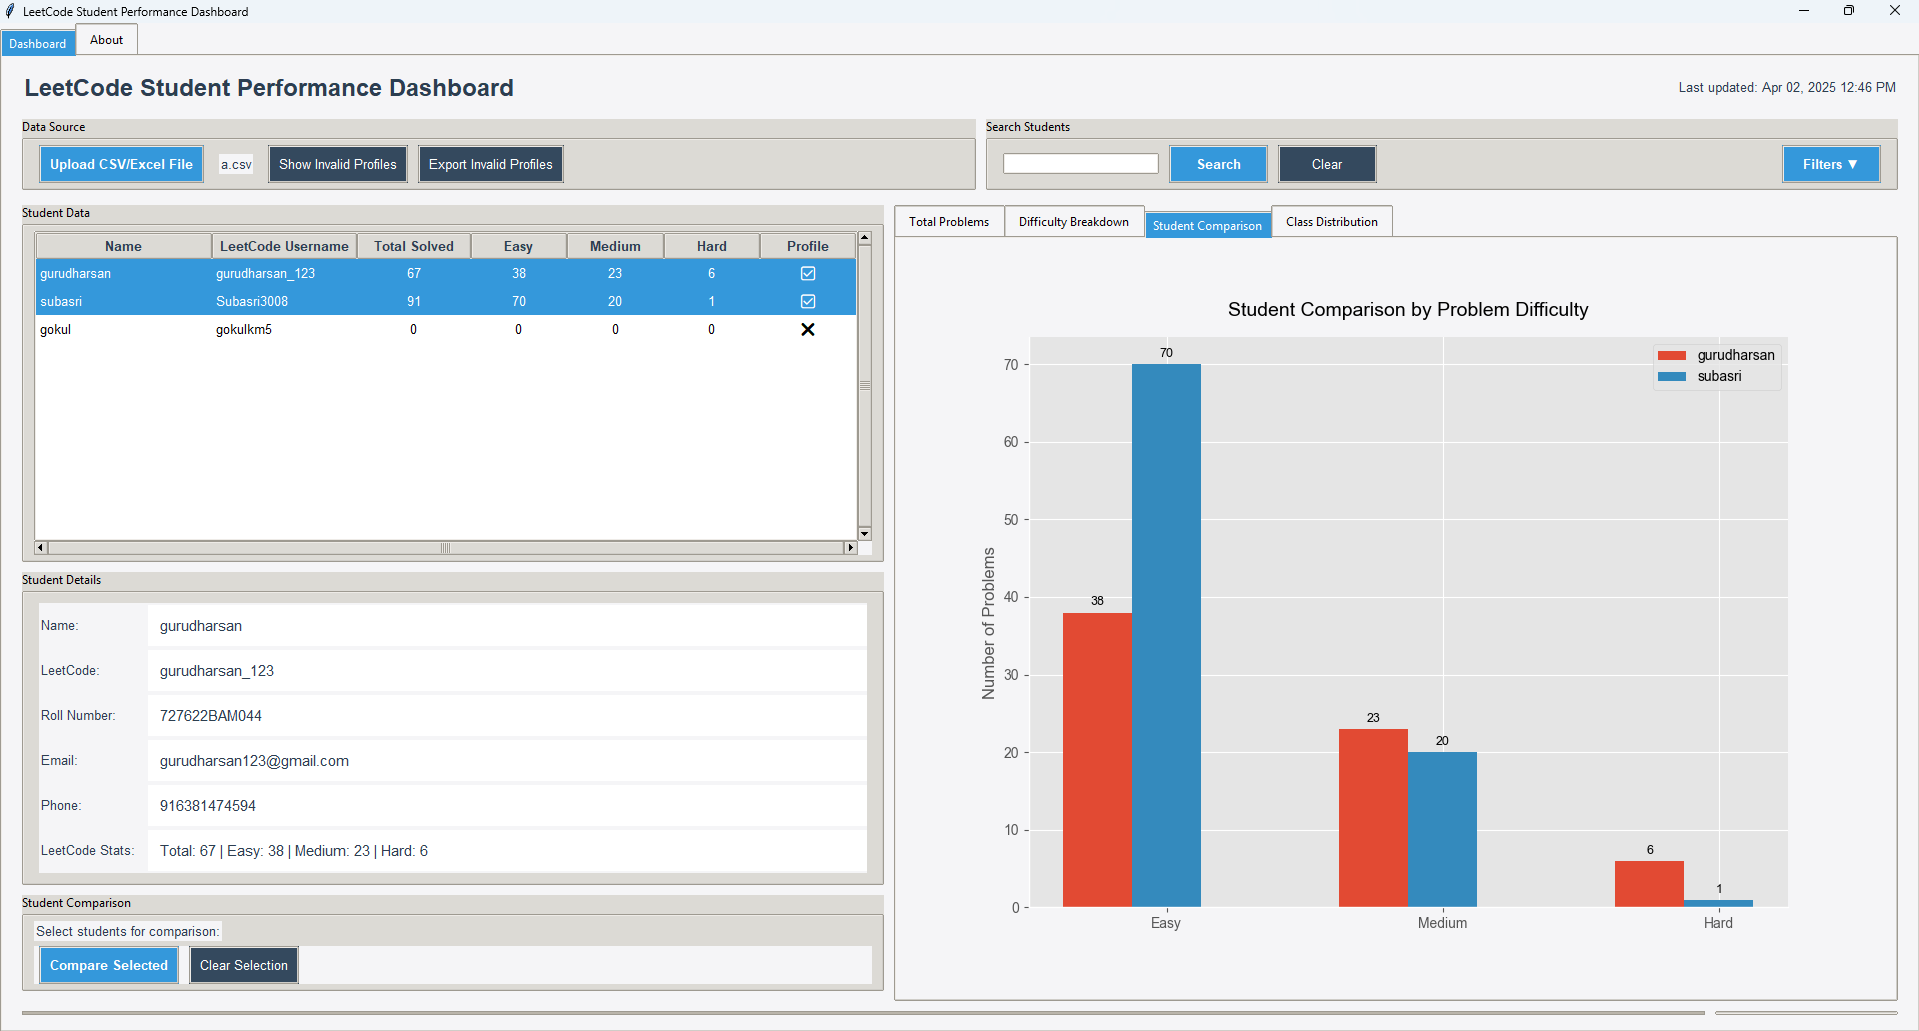 LeetCode Student Performance Dashboard
Dashboard About
LeetCode Student Performance Dashboard
Last updated: Apr 02, 2025 12:46 PM
Data Source
Upload CSV/Excel File a.csv Show Invalid Profiles Export Invalid Profiles
Search Students
Search Clear Filters ▼
Student Data
Name LeetCode Username Total Solved Easy Medium Hard Profile
gurudharsan gurudharsan_123 67 38 23 6
subasri Subasri3008 91 70 20 1
gokul gokulkm5 0 0 0 0
Student Details
Name: gurudharsan
LeetCode: gurudharsan_123
Roll Number: 727622BAM044
Email: gurudharsan123@gmail.com
Phone: 916381474594
LeetCode Stats: Total: 67 | Easy: 38 | Medium: 23 | Hard: 6
Student Comparison
Select students for comparison:
Compare Selected Clear Selection
Total Problems Difficulty Breakdown Student Comparison Class Distribution
Student Comparison by Problem Difficulty
gurudharsan
subasri
Number of Problems
70
60
50
40
30
20
10
0
38 70
23 20
6 1
Easy Medium Hard